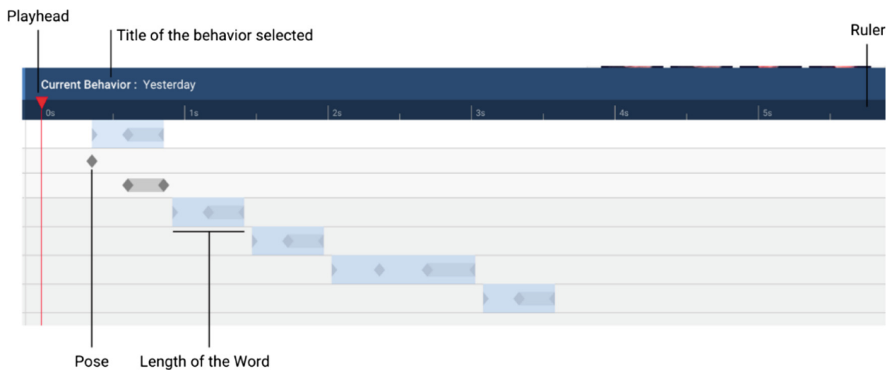 Playhead
Title of the behavior selected
Ruler
Current Behavior : Yesterday
0s 1s 2s 3s 4s 5s
Pose Length of the Word